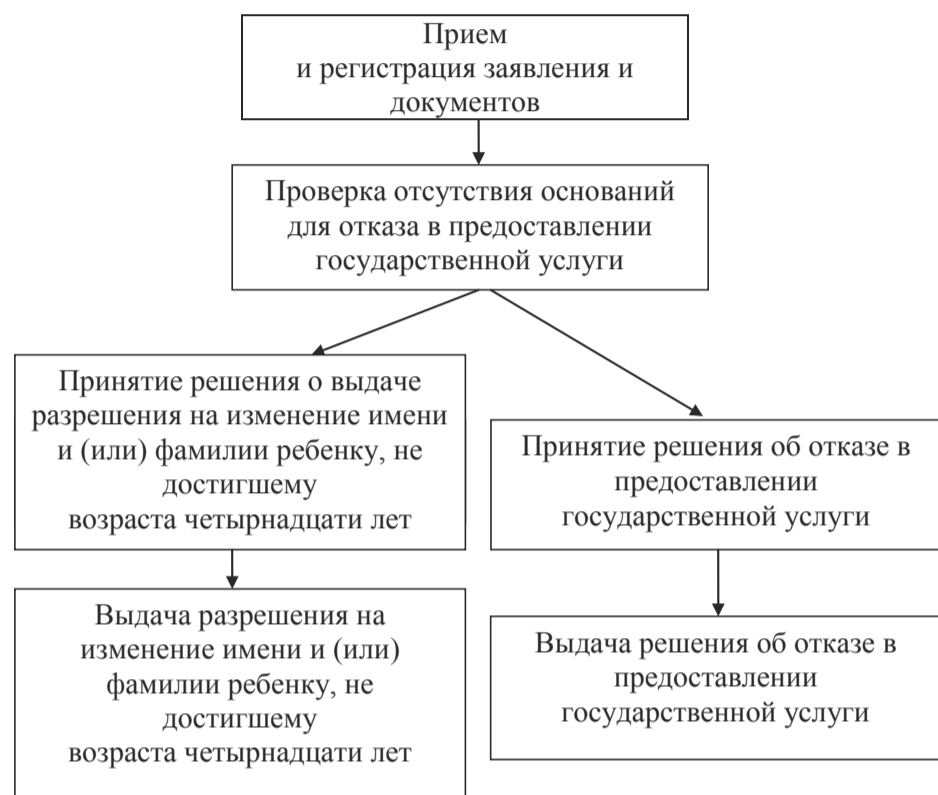 Прием
и регистрация заявления и
документов
Проверка отсутствия оснований
для отказа в предоставлении
государственной услуги
Принятие решения о выдаче
разрешения на изменение имени
и (или) фамилии ребенку, не
достигшему
возраста четырнадцати лет
Принятие решения об отказе в
предоставлении
государственной услуги
Выдача разрешения на
изменение имени и (или)
фамилии ребенку, не
достигшему
возраста четырнадцати лет
Выдача решения об отказе в
предоставлении
государственной услуги